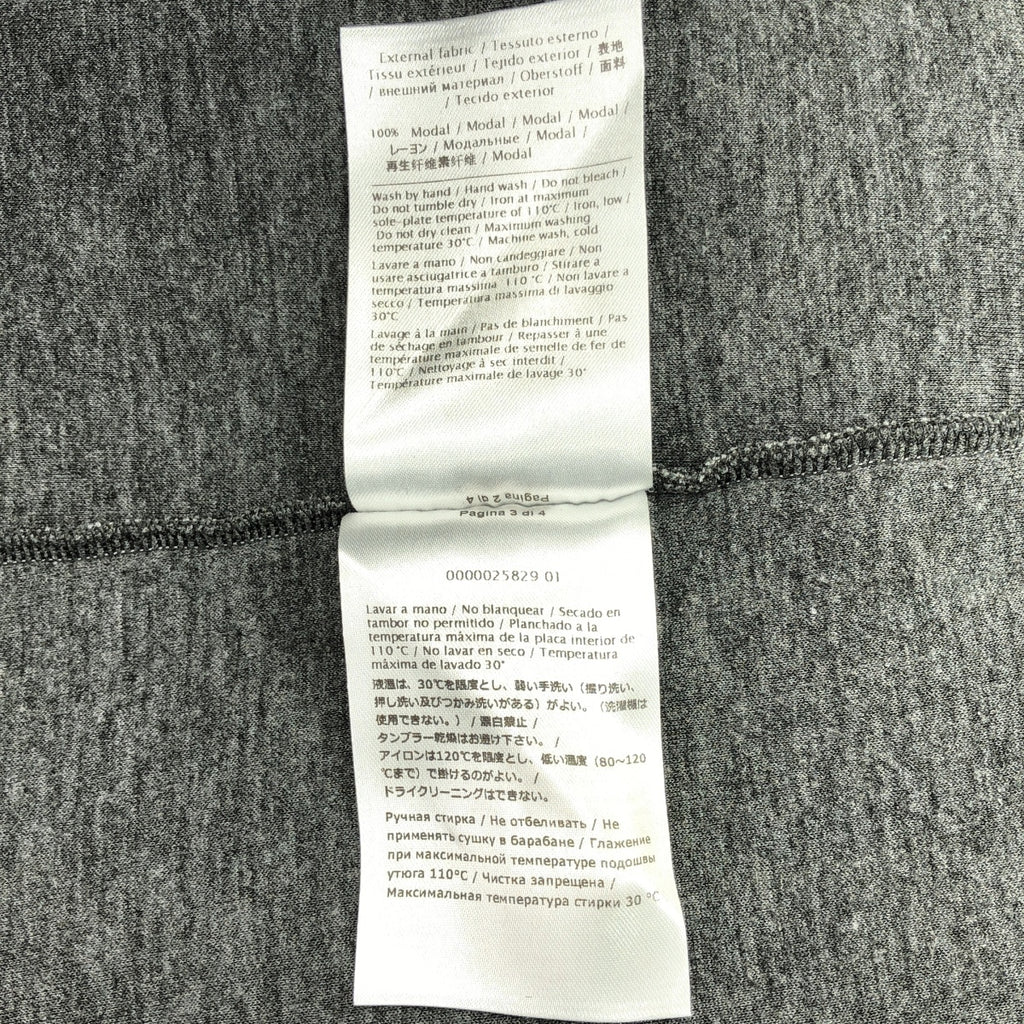 External fabric / Tessuto esterno /
Tissu extérieur / Tejido exterior / 表地
/ внешний материал / Oberstoff / 面料
/ Tecido exterior
100% Modal / Modal / Modal / Modal /
レーヨン / Модальные / Modal /
再生纤维素纤维 / Modal
Wash by hand / Hand wash / Do not bleach /
Do not tumble dry / Iron at maximum
sole-plate temperature of 110°C / Iron, low /
Do not dry clean / Maximum washing
temperature 30°C / Machine wash, cold
Lavare a mano / Non candeggiare / Non
usare asciugatrice a tamburo / Stirare a
temperatura massima 110 °C / Non lavare a
secco / Temperatura massima di lavaggio
30°C
Lavage à la main / Pas de blanchiment / Pas
de séchage en tambour / Repasser à une
température maximale de semelle de fer de
110°C / Nettoyage à sec interdit /
Température maximale de lavage 30°
Pagina 2 di 4
Pagina 3 di 4
0000025829 01
Lavar a mano / No blanquear / Secado en
tambor no permitido / Planchado a la
temperatura máxima de la placa interior de
110°C / No lavar en seco / Temperatura
máxima de lavado 30°
液温は、30℃を限度とし、弱い手洗い（振り洗い、
押し洗い及びつかみ洗いがある）がよい。（洗濯機は
使用できない。） / 漂白禁止 /
タンブラー乾燥はお避け下さい。 /
アイロンは120℃を限度とし、低い温度（80～120
℃まで）で掛けるのがよい。 /
ドライクリーニングはできない。
Ручная стирка / Не отбеливать / Не
применять сушку в барабане / Глажение
при максимальной температуре подошвы
утюга 110°C / Чистка запрещена /
Максимальная температура стирки 30 °C